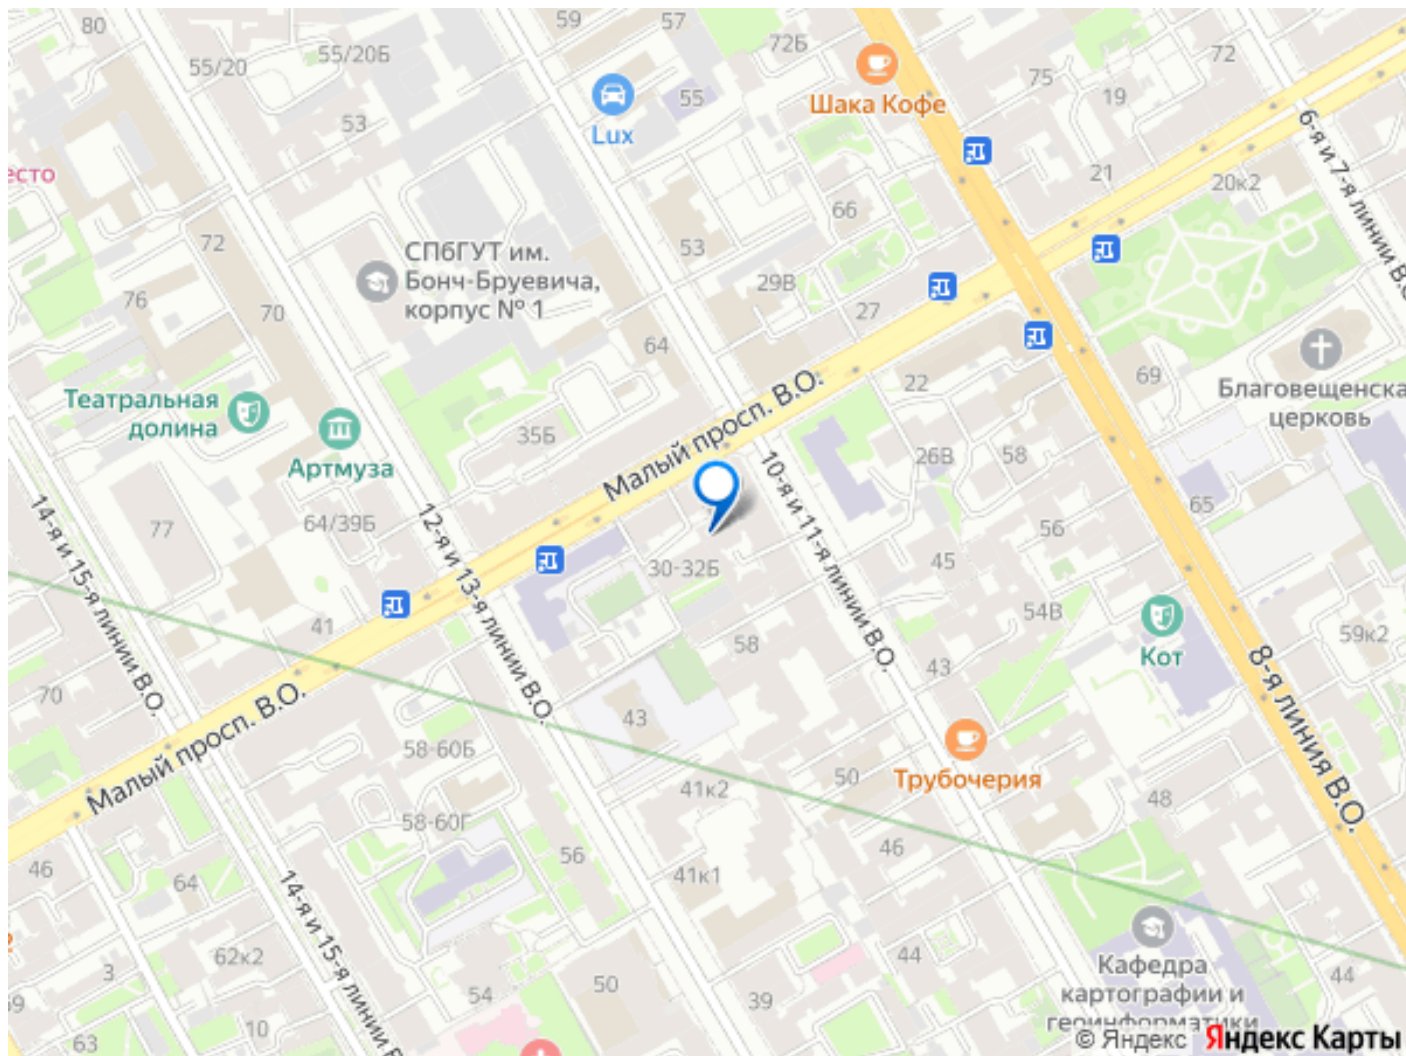 80
59
57
72Б
72
55/20
55/20Б
75
19
Шака Кофе
55
Lux
53
6-я и 7-я линии В.О.
есто
21
20к2
66
72
53
СПбГУТ им.
Бонч-Бруевича,
корпус № 1
29В
27
76
70
64
69
Благовещенска
церковь
22
Театральная
долина
Малый просп. В.О.
35Б
26В
58
Артмуза
10-я и 11-я линии В.О.
65
14-я и 15-я линии В.О.
77
64/39Б
12-я и 13-я линии В.О.
56
45
30-32Б
54В
41
58
59к2
Кот
43
8-я линия В.О.
70
43
Малый просп. В.О.
58-60Б
50
Трубочерия
41к2
48
58-60Г
46
56
46
64
41к1
14-я и 15-я линии В
62к2
44
3
Кафедра
картографии и
геоинформатики
44
50
54
39
59
10
63
© Яндекс Яндекс Карты